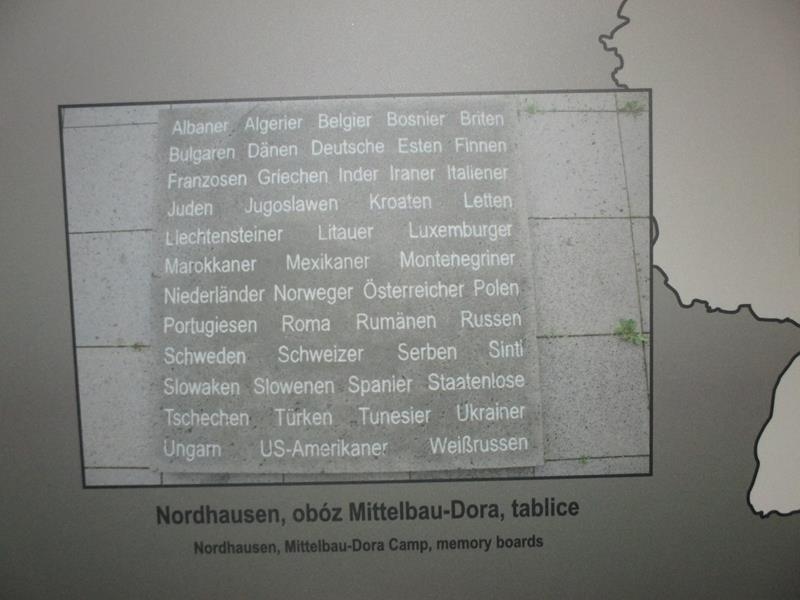 Albaner Algerier Belgier Bosnier Briten
Bulgaren Dänen Deutsche Esten Finnen
Franzosen Griechen Inder Iraner Italiener
Juden Jugoslawen Kroaten Letten
Liechtensteiner Litauer Luxemburger
Marokkaner Mexikaner Montenegriner
Niederländer Norweger Österreicher Polen
Portugiesen Roma Rumänen Russen
Schweden Schweizer Serben Sinti
Slowaken Slowenen Spanier Staatenlose
Tschechen Türken Tunesier Ukrainer
Ungarn US-Amerikaner Weißrussen
Nordhausen, obóz Mittelbau-Dora, tablice
Nordhausen, Mittelbau-Dora Camp, memory boards